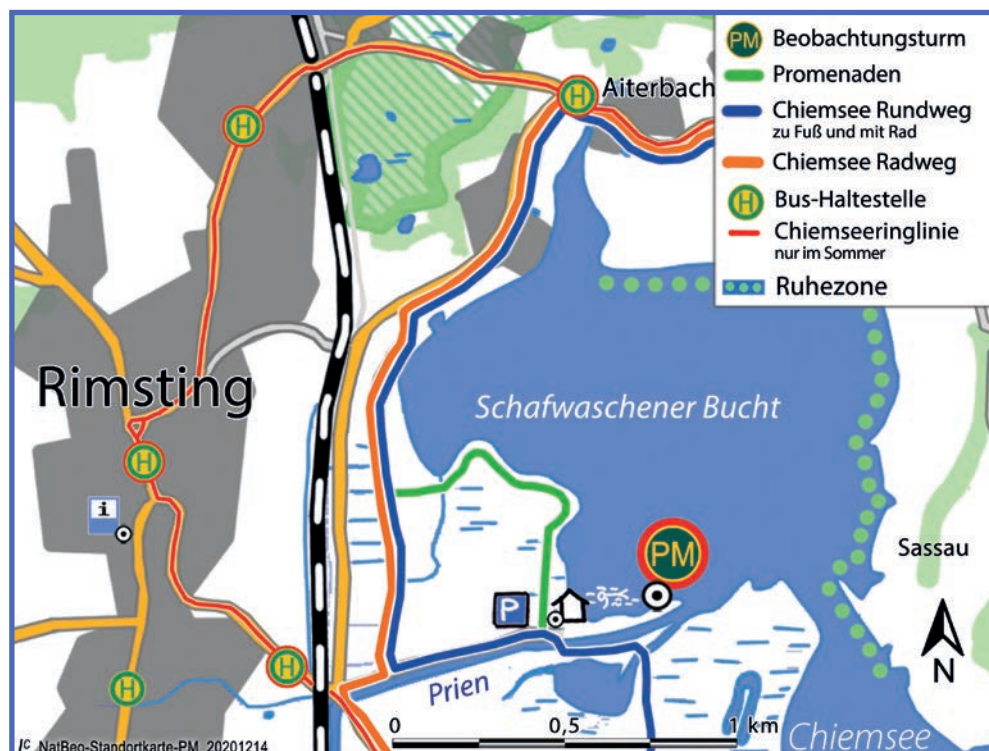 PM Beobachtungsturm
Promenaden
Chiemsee Rundweg
zu Fuß und mit Rad
Chiemsee Radweg
H Bus-Haltestelle
Chiemseeringlinie
nur im Sommer
Ruhezone
H
Aiterbach
H
Rimsting
Schafwaschener Bucht
H
i
PM
Sassau
P
N
H
H
Prien
0 0,5 1 km
Chiemsee
NatBeo-Standortkarte-PM_20201214